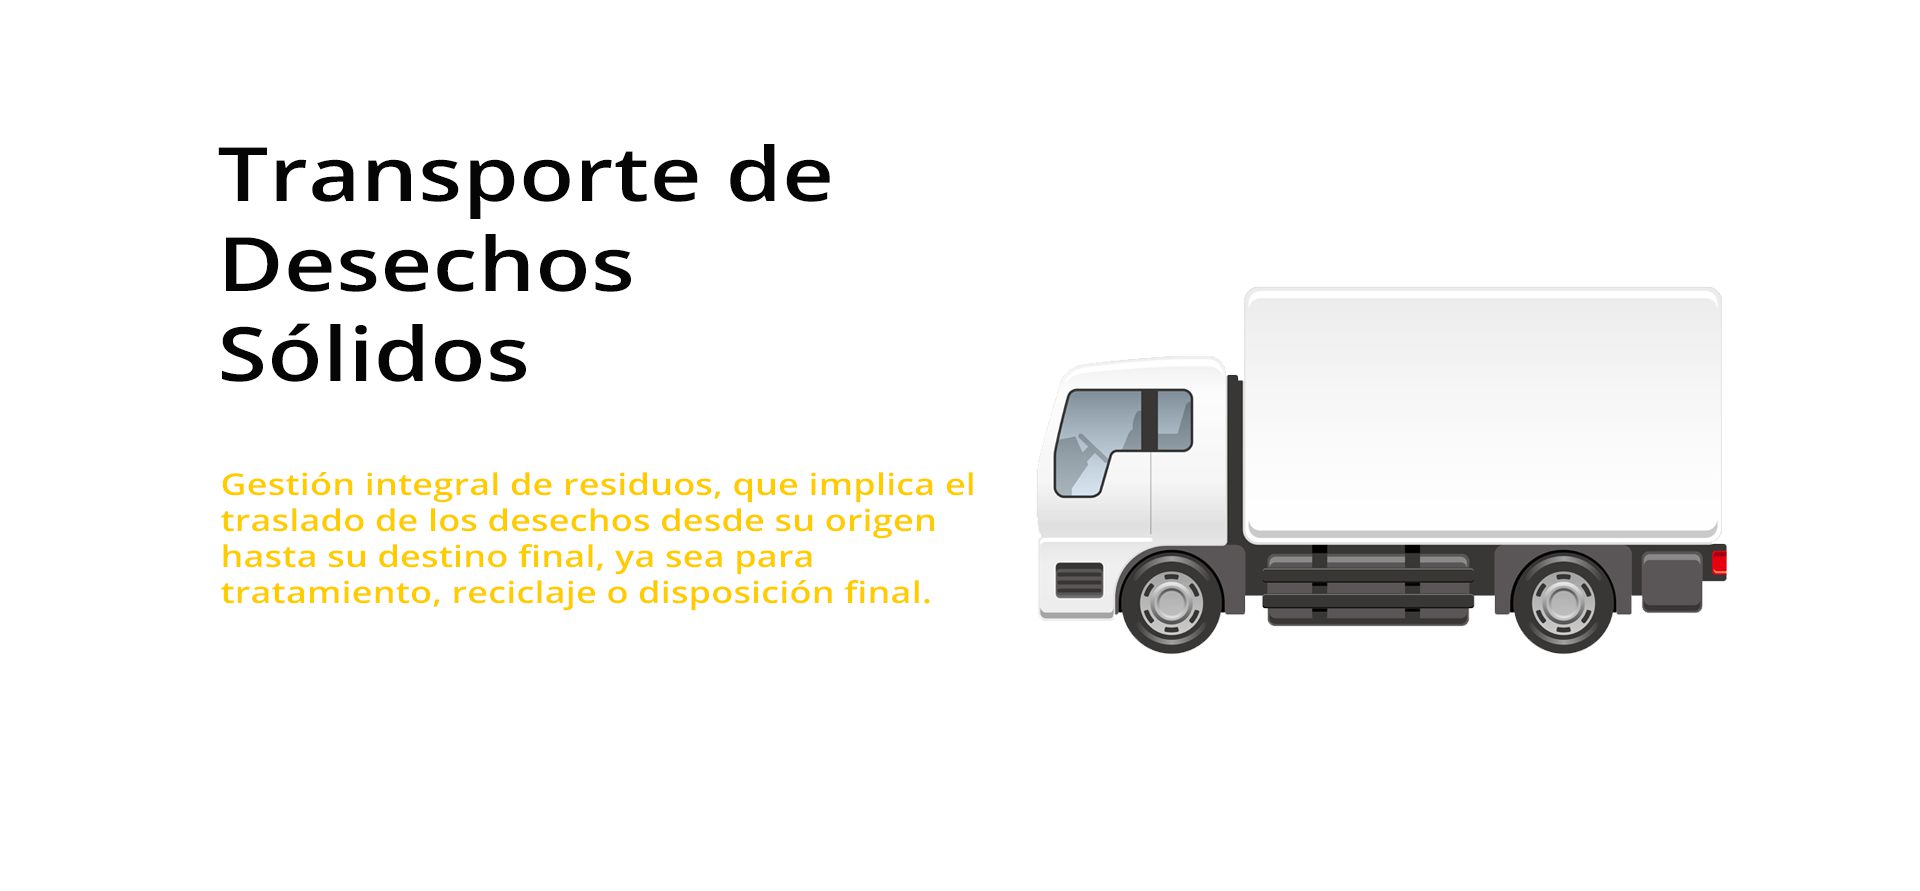 Transporte de
Desechos
Sólidos
Gestión integral de residuos, que implica el
traslado de los desechos desde su origen
hasta su destino final, ya sea para
tratamiento, reciclaje o disposición final.